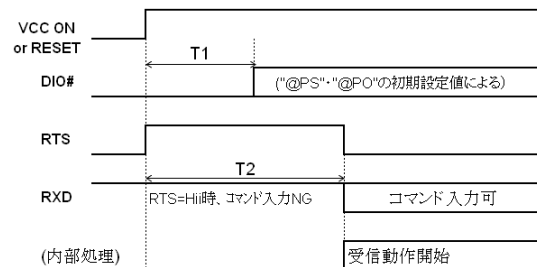 VCC ON
or RESET
T1
DIO#
("@PS"・"@PO"の初期設定値による)
RTS
T2
RXD
RTS=Hii時、コマンド入力NG
コマンド入力可
(内部処理)
受信動作開始